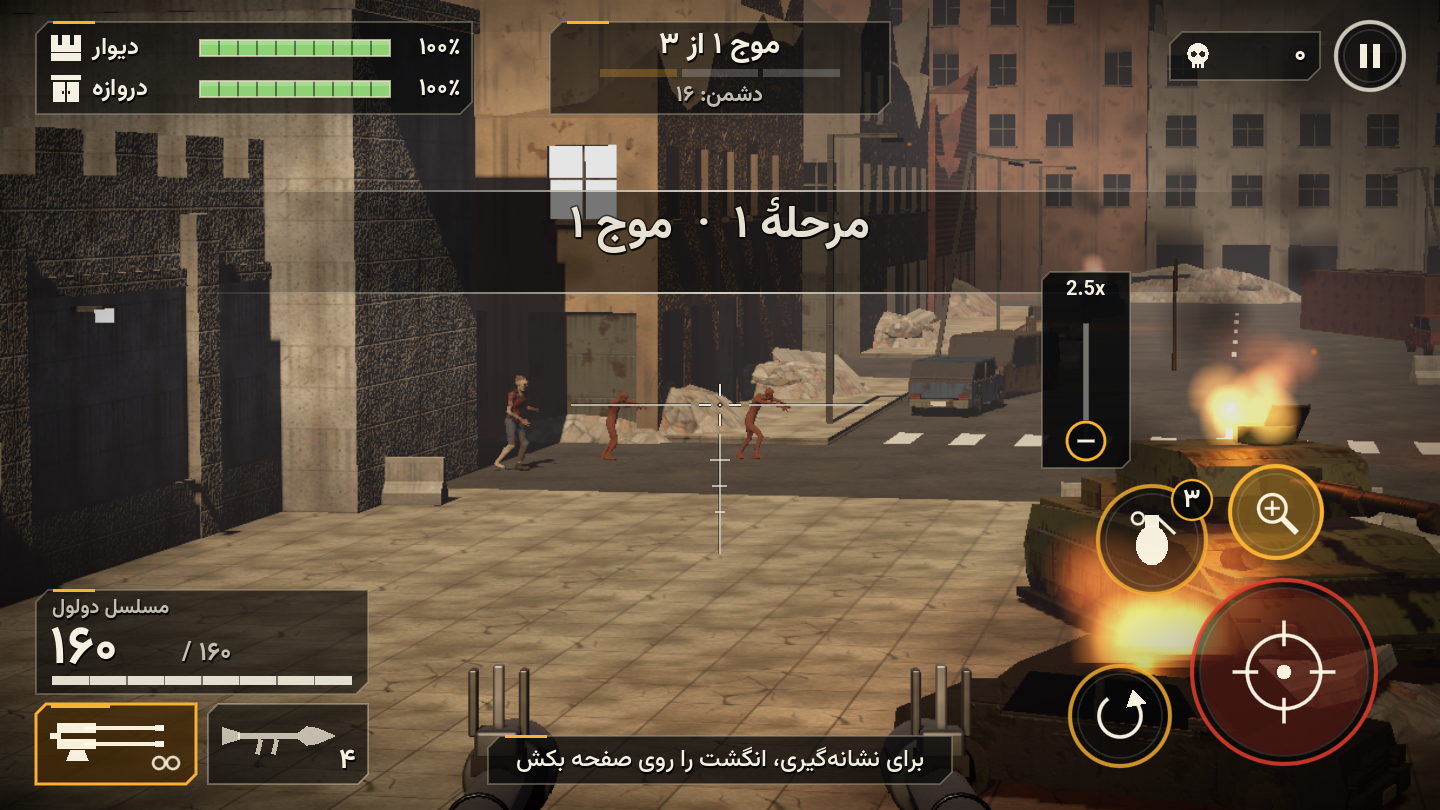 دیوار ۱۰۰٪
دروازه ۱۰۰٪
موج ۱ از ۳
دشمن: ۱۶
۰
مرحلهٔ ۱ · موج ۱
2.5x
۳
مسلسل دولول
۱۶۰ / ۱۶۰
∞
۴
برای نشانه‌گیری، انگشت را روی صفحه بکش